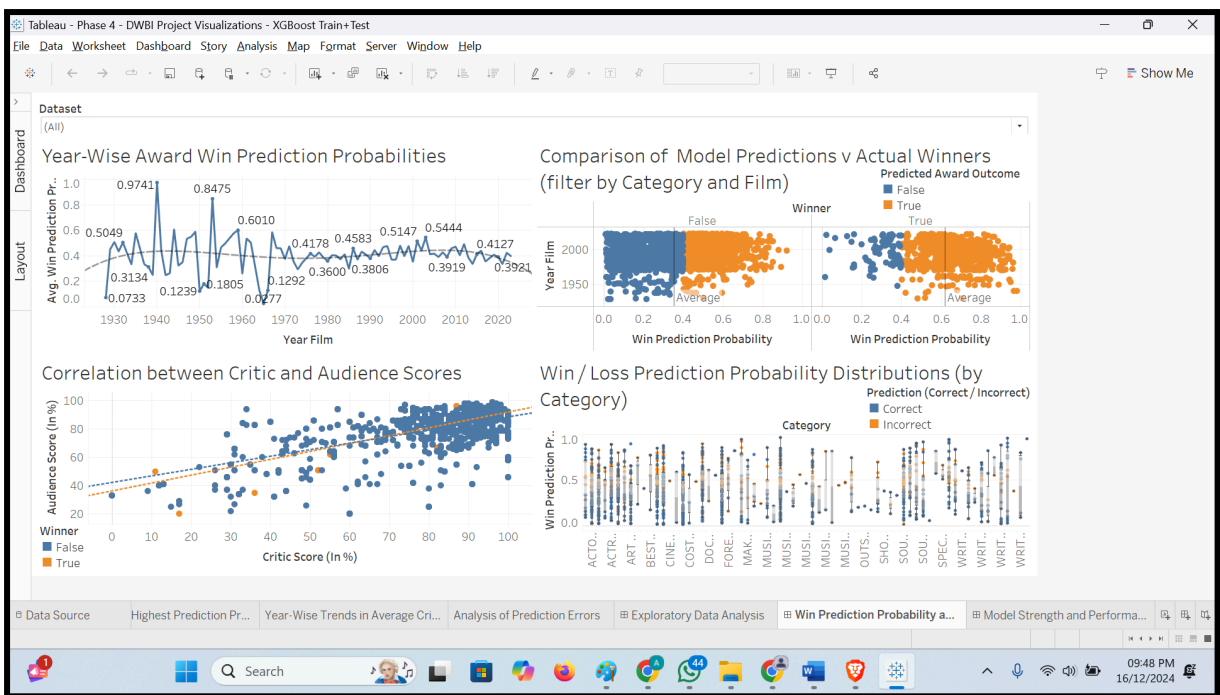 Tableau - Phase 4 - DWBI Project Visualizations - XGBoost Train+Test
File Data Worksheet Dashboard Story Analysis Map Format Server Window Help
Show Me
Dashboard
Layout
Dataset
(All)
Year-Wise Award Win Prediction Probabilities
Avg. Win Prediction Pr..
1.0
0.8
0.6
0.4
0.2
0.0
0.9741
0.8475
0.6010
0.5049
0.4178
0.4583
0.5147
0.5444
0.4127
0.3134
0.3600
0.3806
0.3919
0.3921
0.1239
0.1805
0.1292
0.0733
0.0277
1930 1940 1950 1960 1970 1980 1990 2000 2010 2020
Year Film
Comparison of Model Predictions v Actual Winners
(filter by Category and Film)
Predicted Award Outcome
False
True
Winner
False
True
Year Film
2000
1950
Average
Average
0.0 0.2 0.4 0.6 0.8 1.0 0.0 0.2 0.4 0.6 0.8 1.0
Win Prediction Probability
Win Prediction Probability
Correlation between Critic and Audience Scores
Audience Score (In %)
100
80
60
40
20
0 10 20 30 40 50 60 70 80 90 100
Critic Score (In %)
Winner
False
True
Win / Loss Prediction Probability Distributions (by
Category)
Prediction (Correct / Incorrect)
Correct
Incorrect
Category
Win Prediction Pr..
1.0
0.5
0.0
ACTO..
ACTR..
ART ..
BEST..
CINE..
COST..
DOC..
FORE..
MAK..
MUSI..
MUSI..
MUSI..
MUSI..
MUSI..
OUTS..
SHO..
SOU..
SOU..
SPEC..
WRIT..
WRIT..
WRIT..
WRIT..
Data Source
Highest Prediction Pr...
Year-Wise Trends in Average Cri...
Analysis of Prediction Errors
Exploratory Data Analysis
Win Prediction Probability a...
Model Strength and Performa...
1
Search
A
44
09:48 PM
16/12/2024